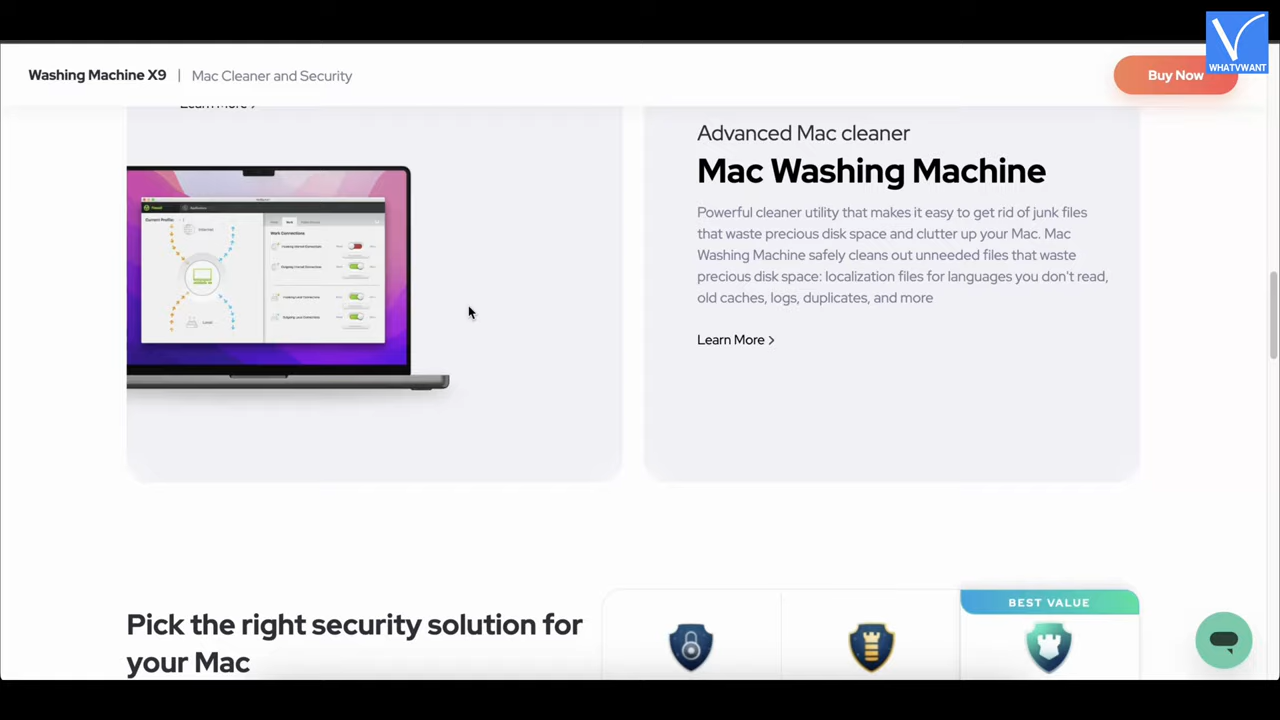 WHATVWANT
Washing Machine X9 | Mac Cleaner and Security
Buy Now
Learn More >
Advanced Mac cleaner
Mac Washing Machine
Powerful cleaner utility that makes it easy to get rid of junk files
that waste precious disk space and clutter up your Mac. Mac
Washing Machine safely cleans out unneeded files that waste
precious disk space: localization files for languages you don't read,
old caches, logs, duplicates, and more
Learn More >
Pick the right security solution for
your Mac
BEST VALUE